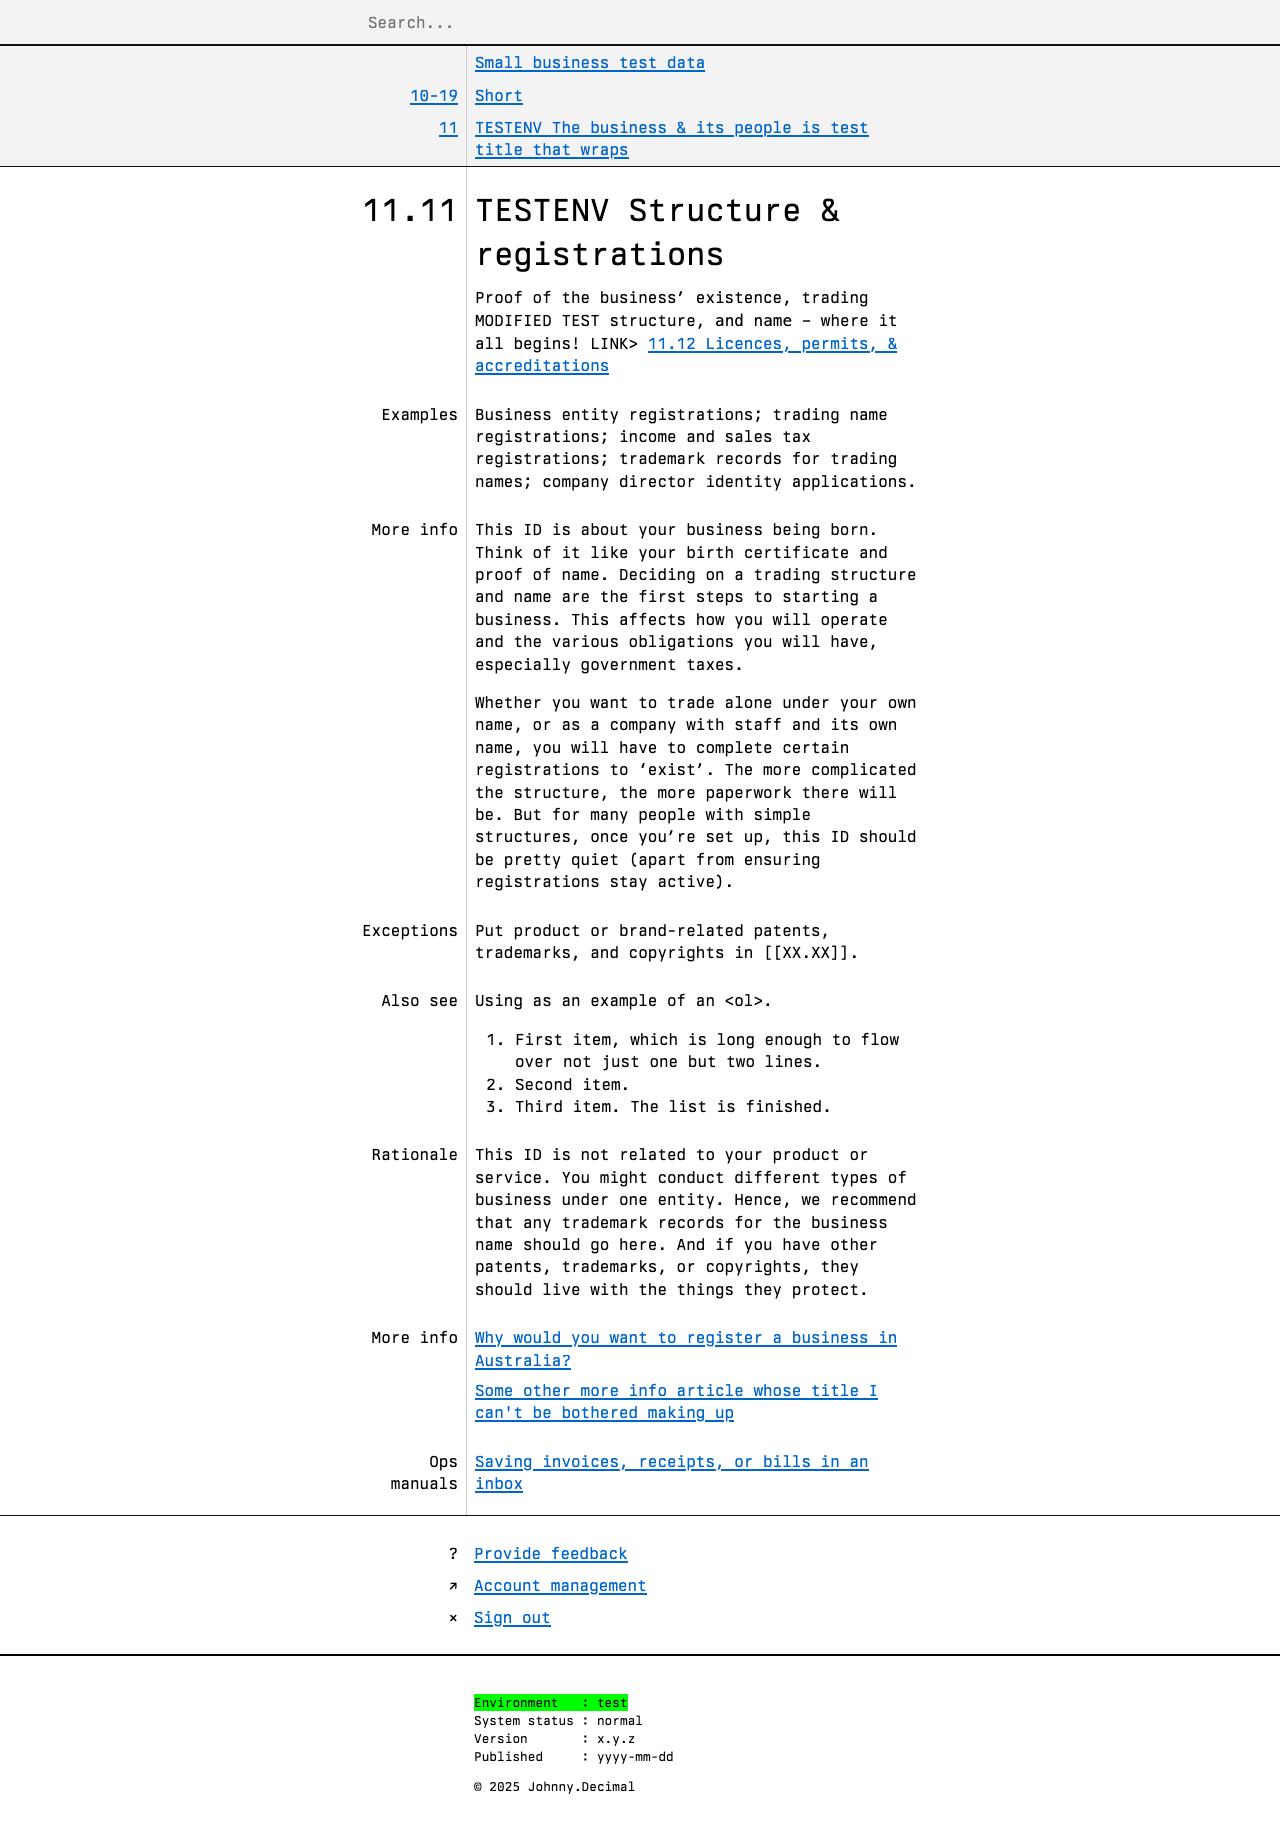 Search...
Small business test data
10-19 Short
11 TESTENV The business & its people is test
title that wraps
11.11 TESTENV Structure &
registrations
Proof of the business’ existence, trading
MODIFIED TEST structure, and name – where it
all begins! LINK> 11.12 Licences, permits, &
accreditations
Examples Business entity registrations; trading name
registrations; income and sales tax
registrations; trademark records for trading
names; company director identity applications.
More info This ID is about your business being born.
Think of it like your birth certificate and
proof of name. Deciding on a trading structure
and name are the first steps to starting a
business. This affects how you will operate
and the various obligations you will have,
especially government taxes.
Whether you want to trade alone under your own
name, or as a company with staff and its own
name, you will have to complete certain
registrations to ‘exist’. The more complicated
the structure, the more paperwork there will
be. But for many people with simple
structures, once you’re set up, this ID should
be pretty quiet (apart from ensuring
registrations stay active).
Exceptions Put product or brand-related patents,
trademarks, and copyrights in [[XX.XX]].
Also see Using as an example of an <ol>.
1. First item, which is long enough to flow
over not just one but two lines.
2. Second item.
3. Third item. The list is finished.
Rationale This ID is not related to your product or
service. You might conduct different types of
business under one entity. Hence, we recommend
that any trademark records for the business
name should go here. And if you have other
patents, trademarks, or copyrights, they
should live with the things they protect.
More info Why would you want to register a business in
Australia?
Some other more info article whose title I
can't be bothered making up
Ops Saving invoices, receipts, or bills in an
manuals inbox
? Provide feedback
↗ Account management
× Sign out
Environment : test
System status : normal
Version : x.y.z
Published : yyyy-mm-dd
© 2025 Johnny.Decimal